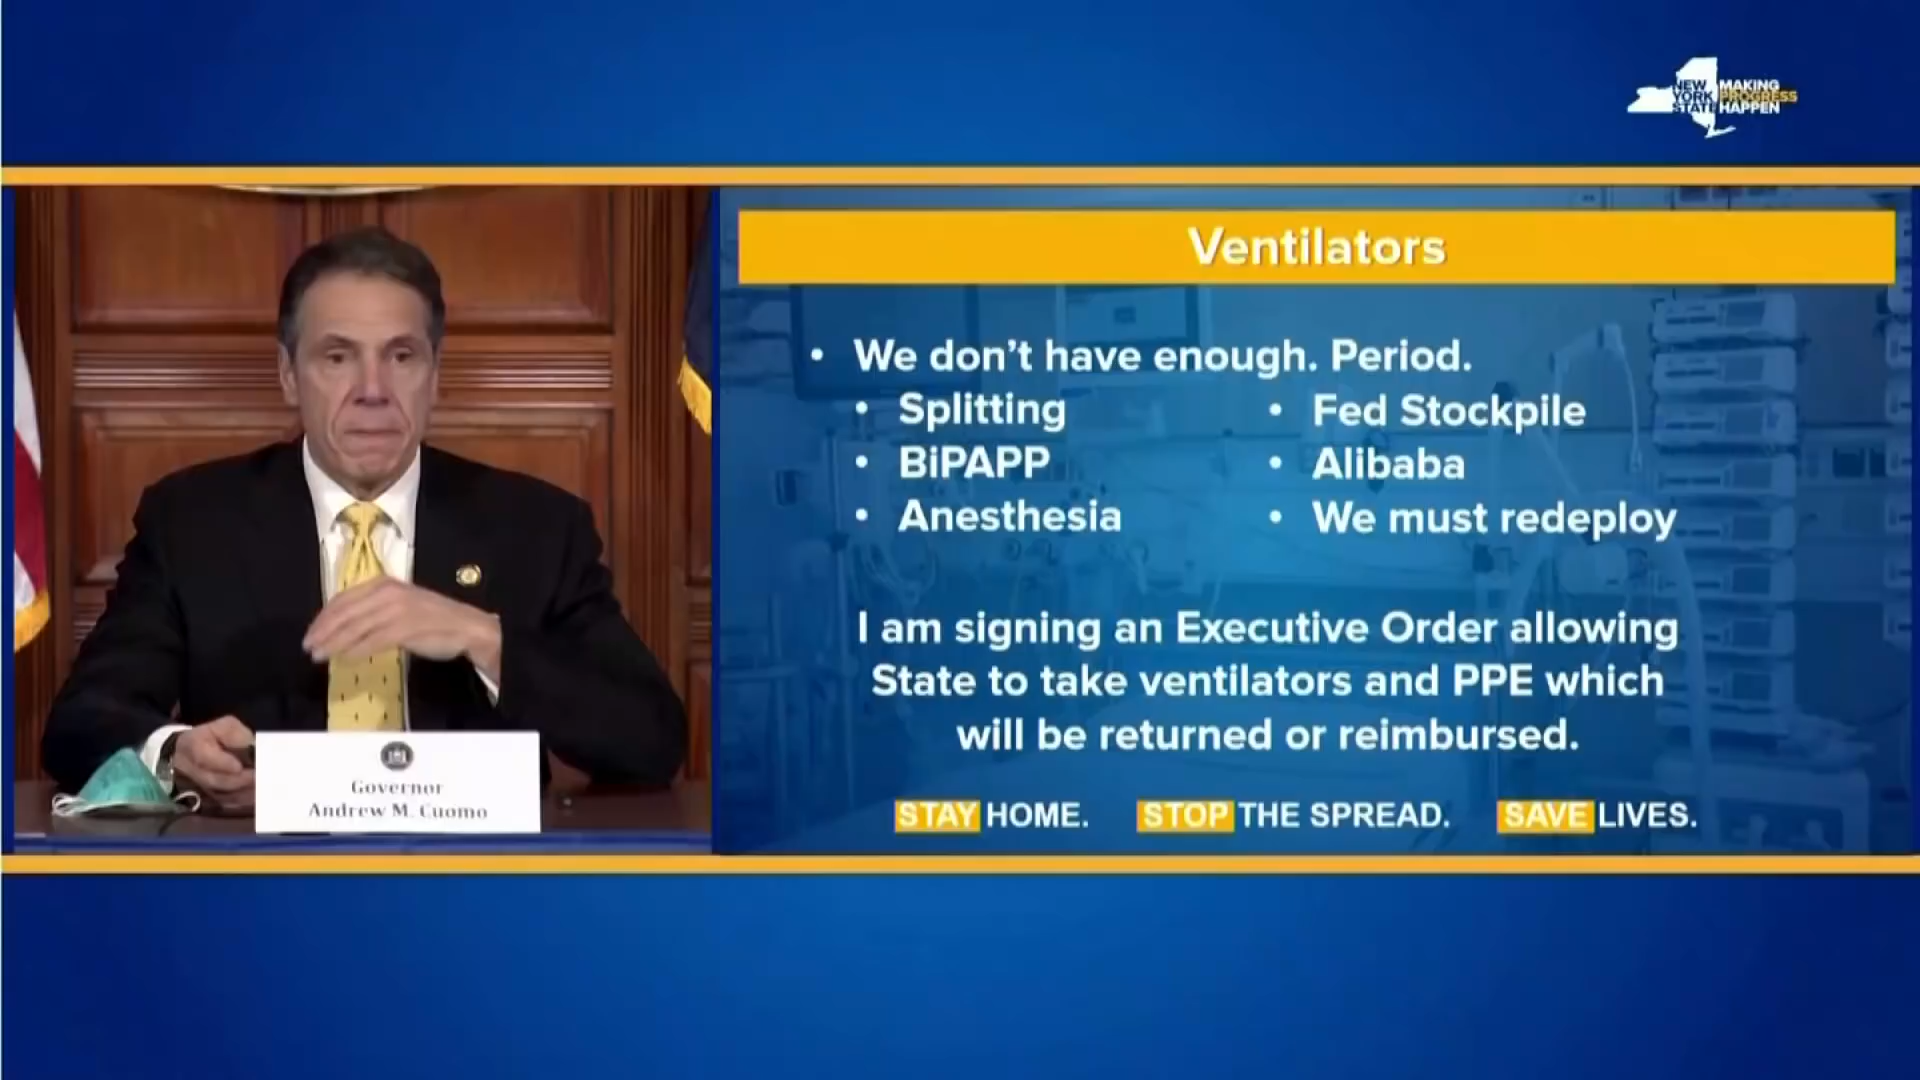 NEW YORK STATE
MAKING PROGRESS HAPPEN
Ventilators
• We don't have enough. Period.
• Splitting
• BiPAPP
• Anesthesia
• Fed Stockpile
• Alibaba
• We must redeploy
I am signing an Executive Order allowing
State to take ventilators and PPE which
will be returned or reimbursed.
STAY HOME. STOP THE SPREAD. SAVE LIVES.
Governor
Andrew M. Cuomo